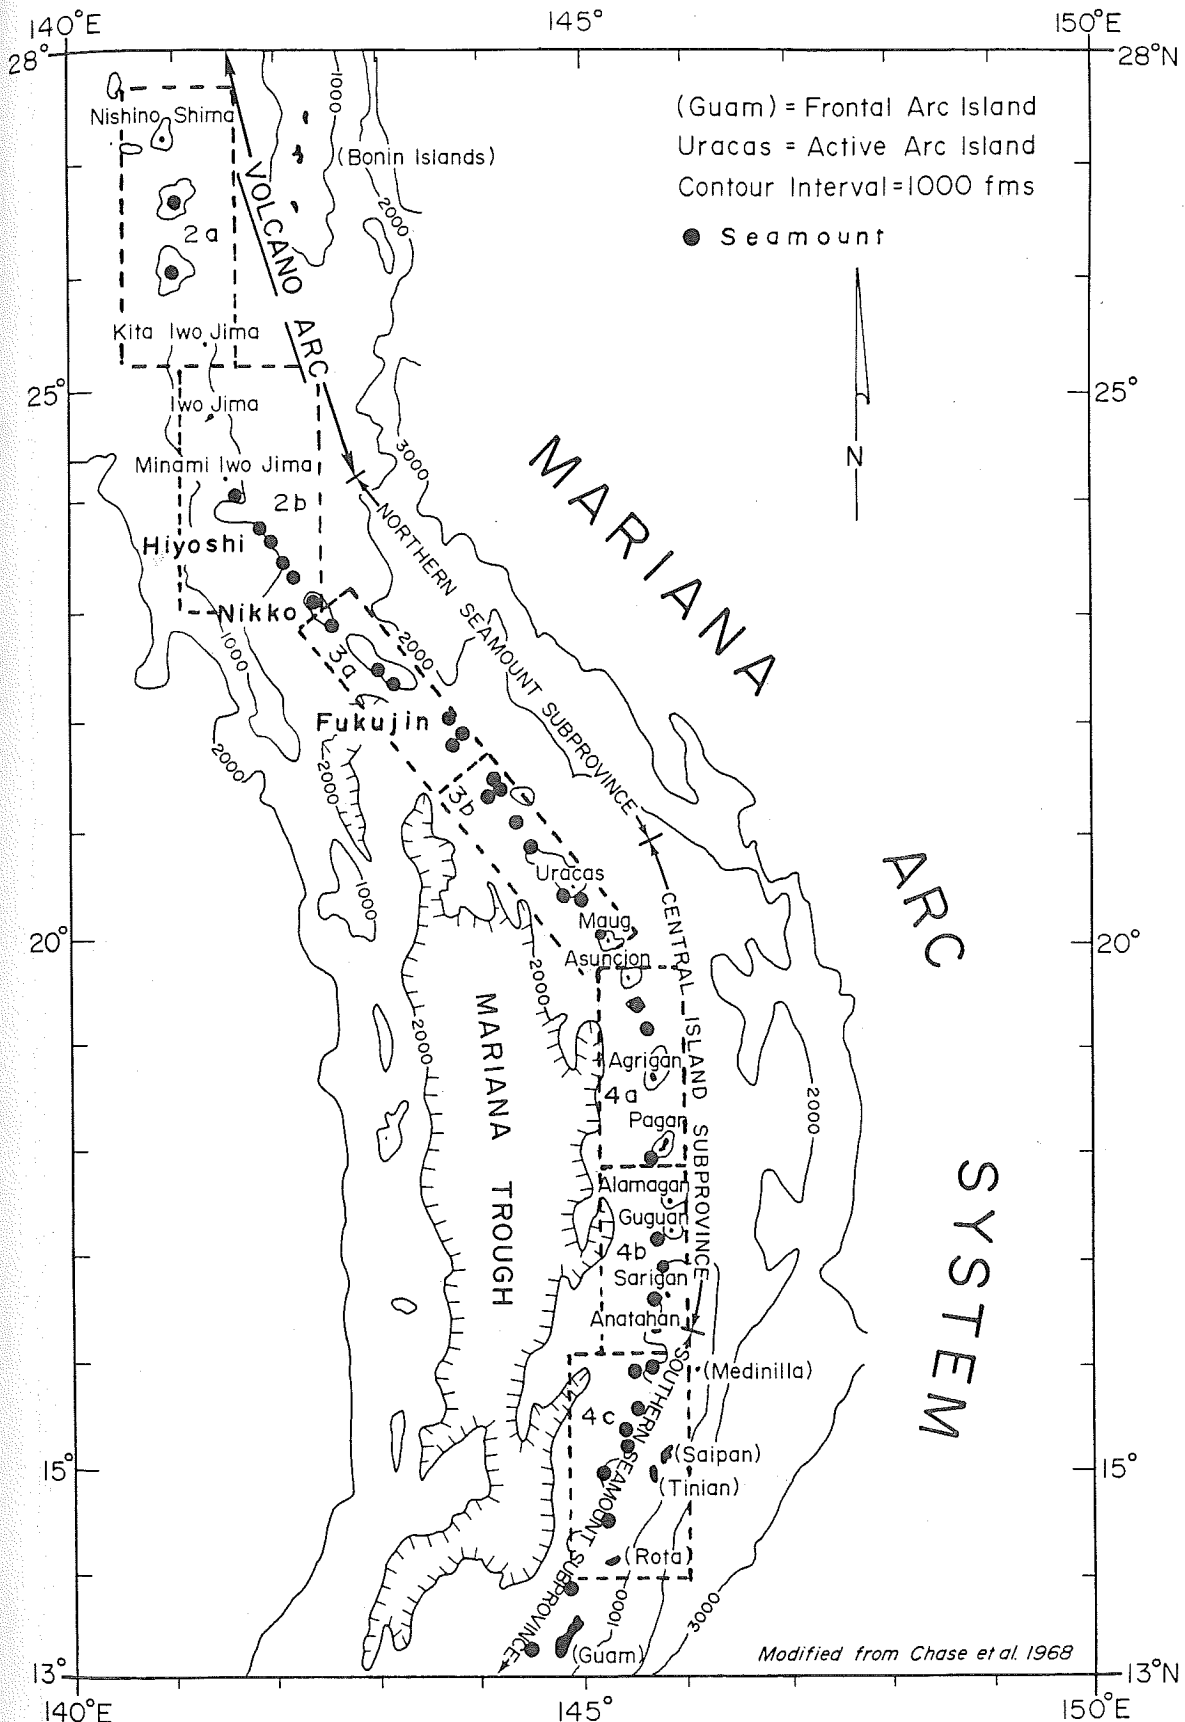 140°E
145°
150°E
28°
28°N
(Guam) = Frontal Arc Island
Uracas = Active Arc Island
Contour Interval = 1000 fms
● Seamount
Nishino Shima
(Bonin Islands)
1000
2000
VOLCANO ARC
2a
Kita Iwo Jima
25°
25°
Iwo Jima
3000
N
Minami Iwo Jima
2b
Hiyoshi
Nikko
NORTHERN SEAMOUNT SUBPROVINCE
MARIANA ARC SYSTEM
1000
2000
3a
Fukujin
2000
2000
3b
Uracas
1000
Maug
20°
20°
Asuncion
2000
CENTRAL ISLAND SUBPROVINCE
MARIANA TROUGH
2000
Agrigan
4a
2000
Pagan
Alamagan
Guguan
4b
Sarigan
Anatahan
SOUTHERN SEAMOUNT SUBPROVINCE
(Medinilla)
4c
(Saipan)
15°
15°
(Tinian)
(Rota)
1000
3000
(Guam)
Modified from Chase et al. 1968
13°
13°N
140°E
145°
150°E